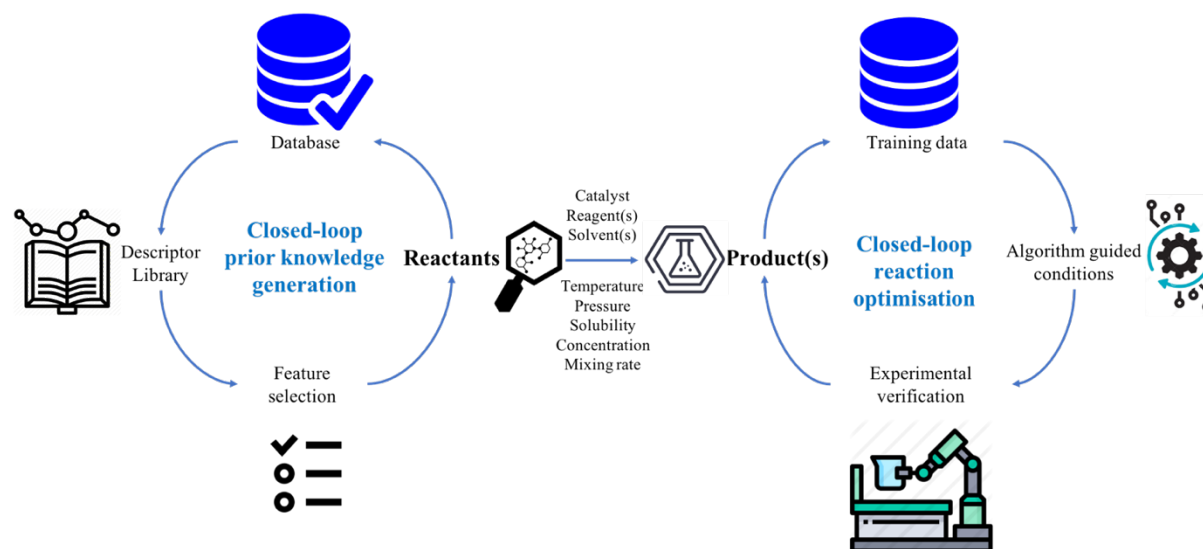 Database
Descriptor
Library
Closed-loop
prior knowledge
generation
Feature
selection
Reactants
Catalyst
Reagent(s)
Solvent(s)
Temperature
Pressure
Solubility
Concentration
Mixing rate
Product(s)
Training data
Closed-loop
reaction
optimisation
Algorithm guided
conditions
Experimental
verification